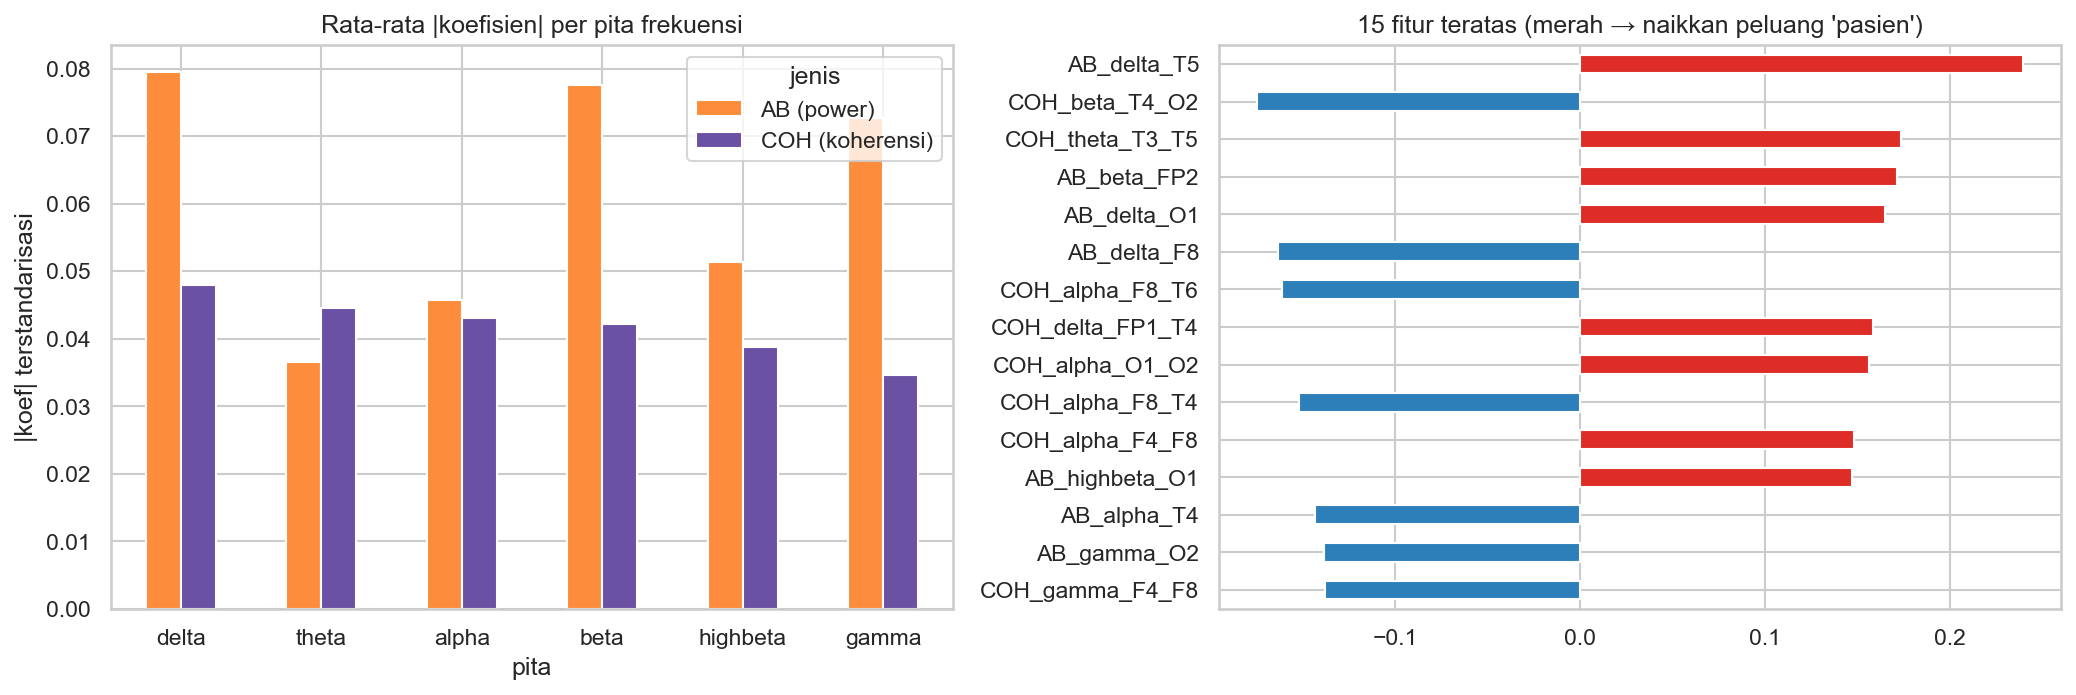 Rata-rata |koefisien| per pita frekuensi
|koef| terstandarisasi
0.08
0.07
0.06
0.05
0.04
0.03
0.02
0.01
0.00
jenis
AB (power)
COH (koherensi)
delta theta alpha beta highbeta gamma
pita
15 fitur teratas (merah → naikkan peluang 'pasien')
AB_delta_T5
COH_beta_T4_O2
COH_theta_T3_T5
AB_beta_FP2
AB_delta_O1
AB_delta_F8
COH_alpha_F8_T6
COH_delta_FP1_T4
COH_alpha_O1_O2
COH_alpha_F8_T4
COH_alpha_F4_F8
AB_highbeta_O1
AB_alpha_T4
AB_gamma_O2
COH_gamma_F4_F8
−0.1 0.0 0.1 0.2